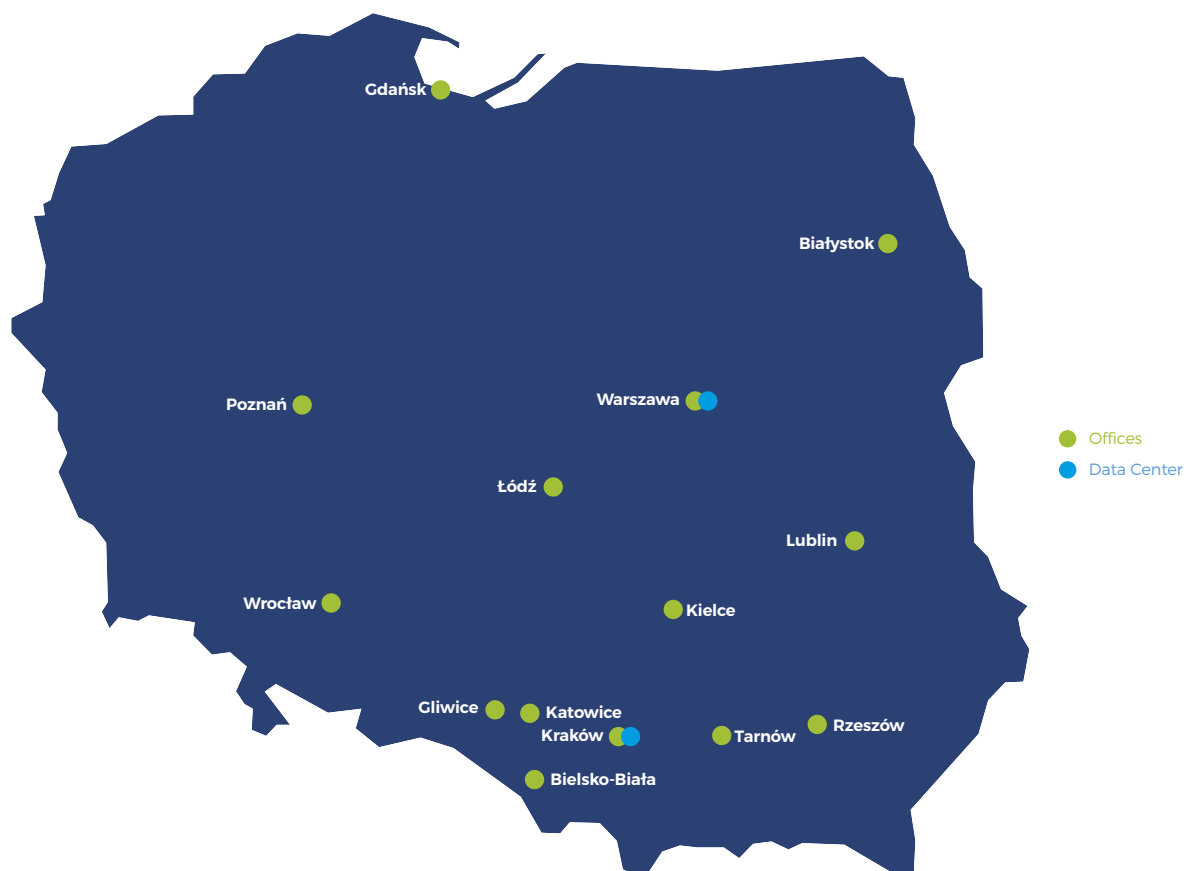 Gdańsk
Białystok
Poznań
Warszawa
Offices
Data Center
Łódź
Lublin
Wrocław
Kielce
Gliwice
Katowice
Kraków
Tarnów
Rzeszów
Bielsko-Biała